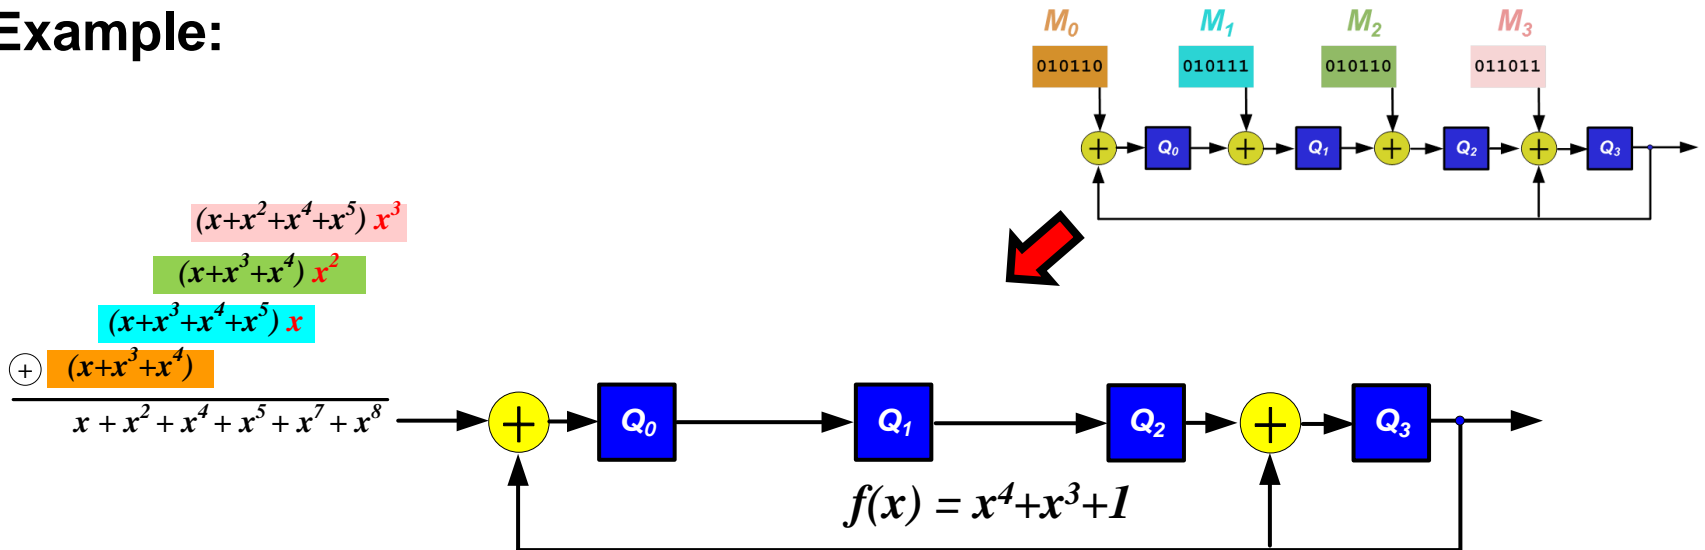 Example:
M₀ M₁ M₂ M₃
010110 010111 010110 011011
+ Q₀ + Q₁ + Q₂ + Q₃
(x+x²+x⁴+x⁵) x³
(x+x³+x⁴) x²
(x+x³+x⁴+x⁵) x
+ (x+x³+x⁴)
x + x² + x⁴ + x⁵ + x⁷ + x⁸
+ Q₀ Q₁ Q₂ + Q₃
f(x) = x⁴+x³+1